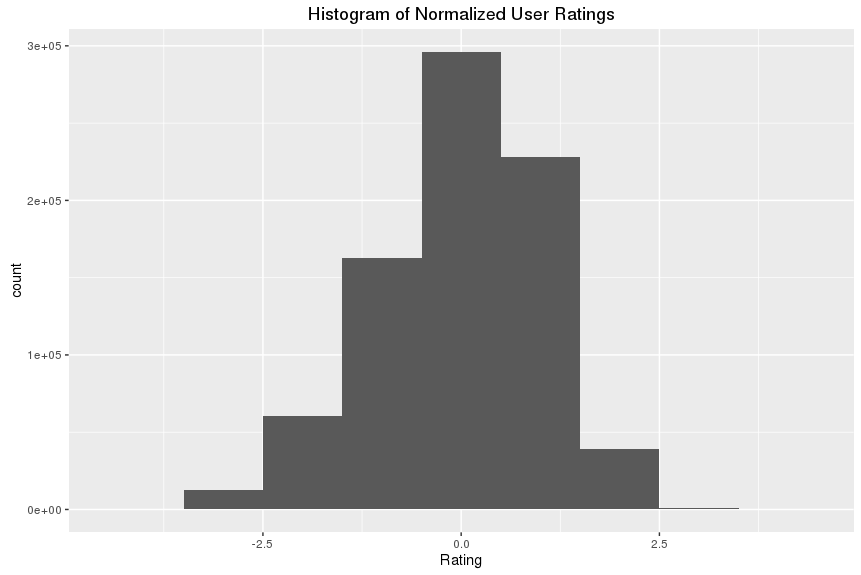 Histogram of Normalized User Ratings
3e+05
2e+05
1e+05
0e+00
count
-2.5
0.0
2.5
Rating